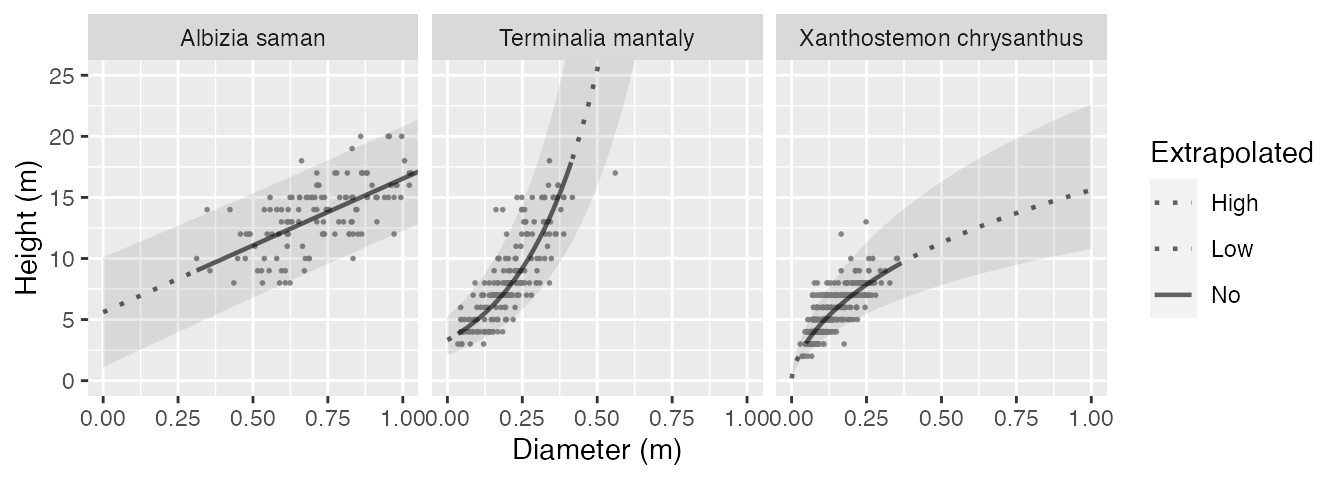 Albizia saman
Terminalia mantaly
Xanthostemon chrysanthus
Height (m)
25
20
15
10
5
0
0.00 0.25 0.50 0.75 1.00
0.00 0.25 0.50 0.75 1.00
0.00 0.25 0.50 0.75 1.00
Diameter (m)
Extrapolated
High
Low
No